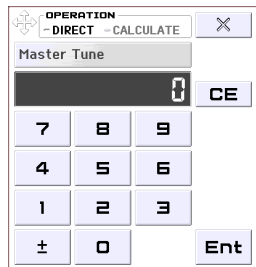 OPERATION
DIRECT CALCULATE
Master Tune
0
CE
7 8 9
4 5 6
1 2 3
± 0 Ent